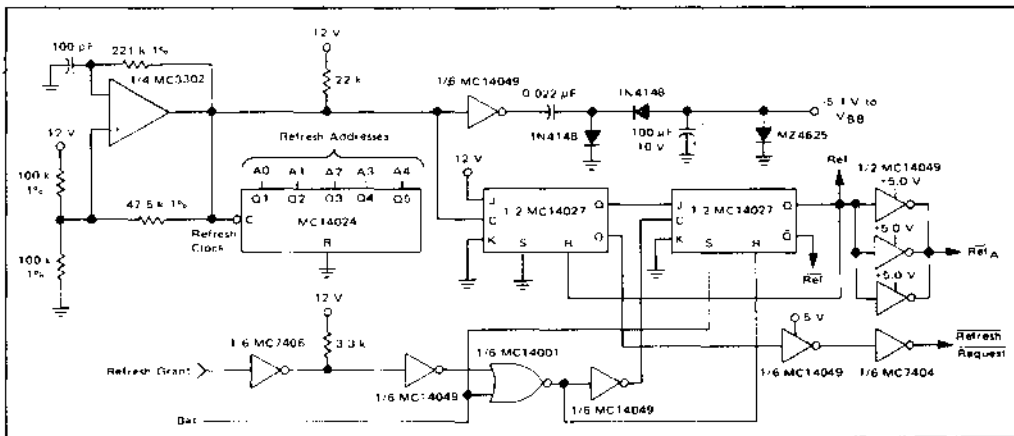 100 pF
221 k 1%
1/4 MC3302
12 V
22 k
1/6 MC14049
0.022 μF
1N4148
1N4148
100 μF
10 V
MZ4625
-5.1 V to
VBB
12 V
100 k
1%
100 k
1%
47.5 k 1%
Refresh
Clock
Refresh Addresses
A0 A1 A2 A3 A4
Q1 Q2 Q3 Q4 Q5
C
MC14024
R
12 V
J
C
K
1/2 MC14027
Q
Q
S
R
J
C
K
1/2 MC14027
Q
Q̅
S
R
Ref
R̅e̅f̅
1/2 MC14049
+5.0 V
+5.0 V
+5.0 V
R̅e̅f̅A
12 V
3.3 k
1/6 MC7406
Refresh Grant
1/6 MC14049
1/6 MC14001
1/6 MC14049
Bat
5 V
1/6 MC14049
1/6 MC7404
Refresh
Request